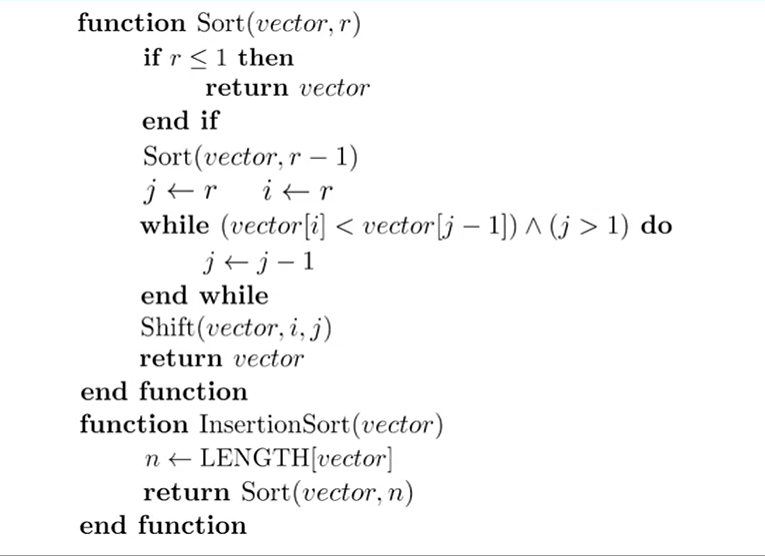 function Sort(vector, r)
if r ≤ 1 then
return vector
end if
Sort(vector, r − 1)
j ← r i ← r
while (vector[i] < vector[j − 1]) ∧ (j > 1) do
j ← j − 1
end while
Shift(vector, i, j)
return vector
end function
function InsertionSort(vector)
n ← LENGTH[vector]
return Sort(vector, n)
end function